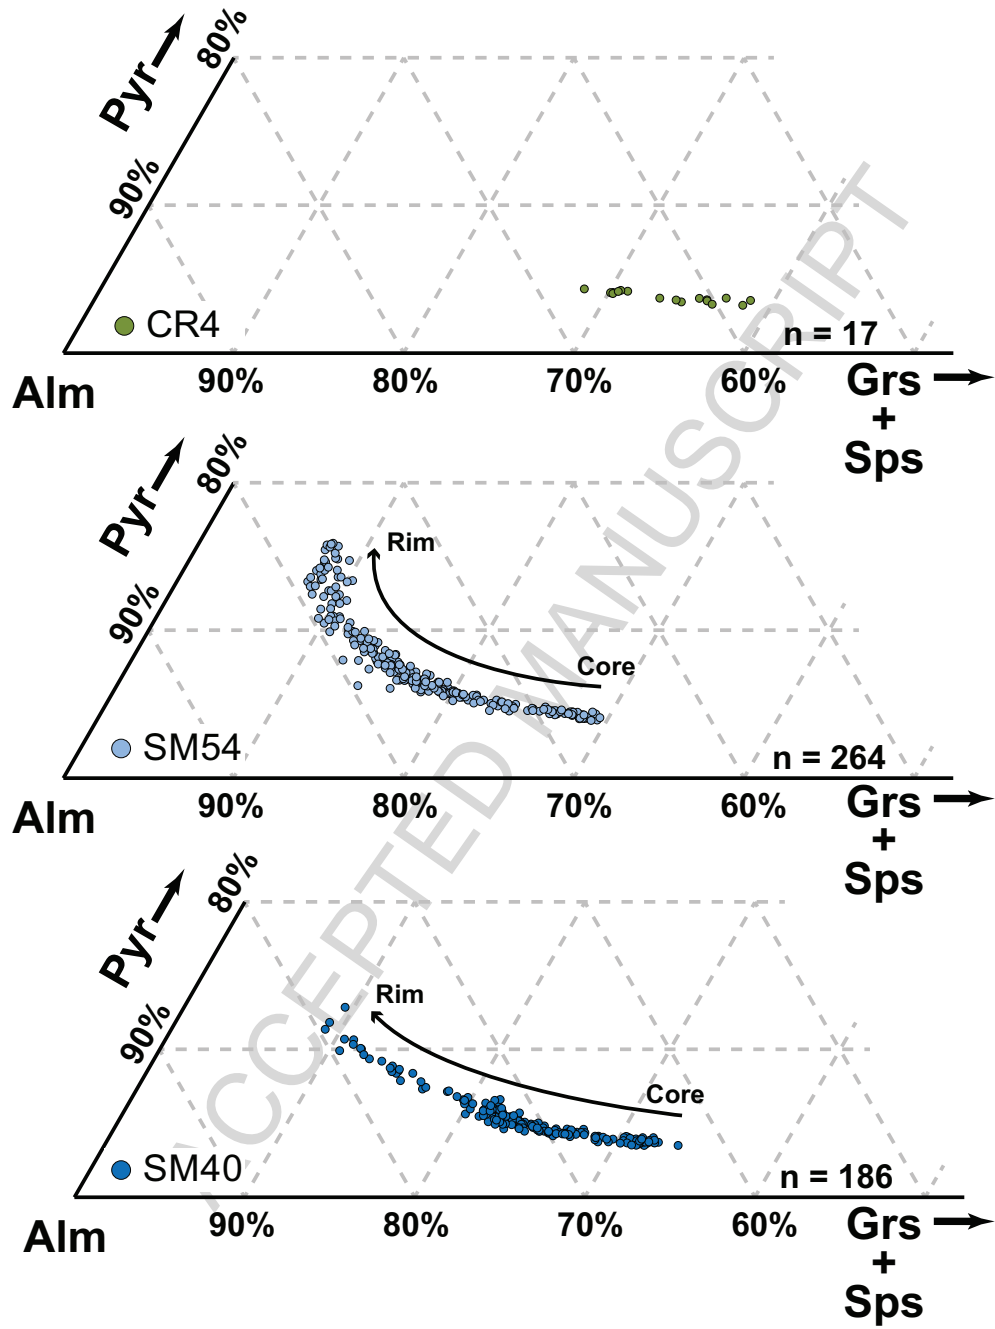 Pyr
80%
90%
CR4
n = 17
Alm
90%
80%
70%
60%
Grs
+
Sps
Pyr
80%
90%
Rim
Core
SM54
n = 264
Alm
90%
80%
70%
60%
Grs
+
Sps
Pyr
80%
90%
Rim
Core
SM40
n = 186
Alm
90%
80%
70%
60%
Grs
+
Sps
ACCEPTED MANUSCRIPT